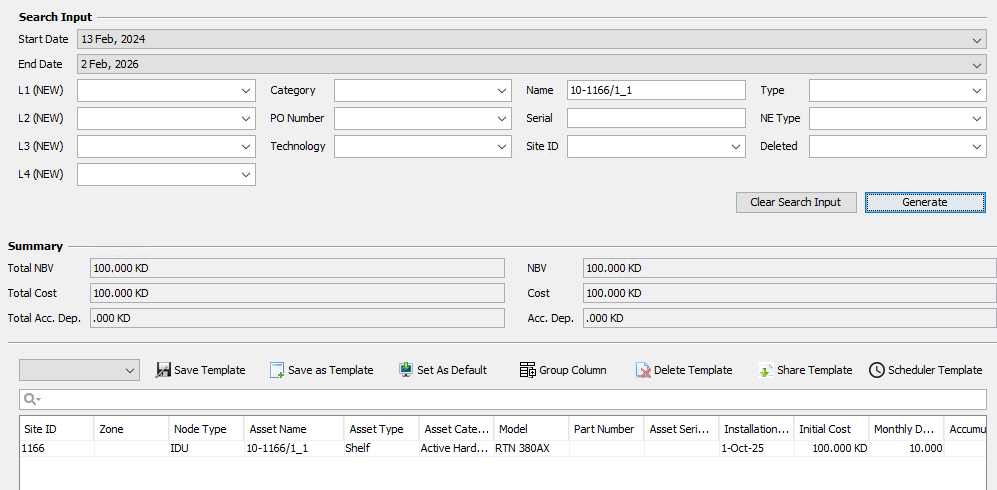 Search Input
Start Date 13 Feb, 2024
End Date 2 Feb, 2026
L1 (NEW) Category Name 10-1166/1_1 Type
L2 (NEW) PO Number Serial NE Type
L3 (NEW) Technology Site ID Deleted
L4 (NEW)
Clear Search Input Generate
Summary
Total NBV 100.000 KD NBV 100.000 KD
Total Cost 100.000 KD Cost 100.000 KD
Total Acc. Dep. .000 KD Acc. Dep. .000 KD
Save Template Save as Template Set As Default Group Column Delete Template Share Template Scheduler Template
Site ID Zone Node Type Asset Name Asset Type Asset Cate... Model Part Number Asset Seri... Installation... Initial Cost Monthly D... Accumu
1166 IDU 10-1166/1_1 Shelf Active Hard... RTN 380AX 1-Oct-25 100.000 KD 10.000